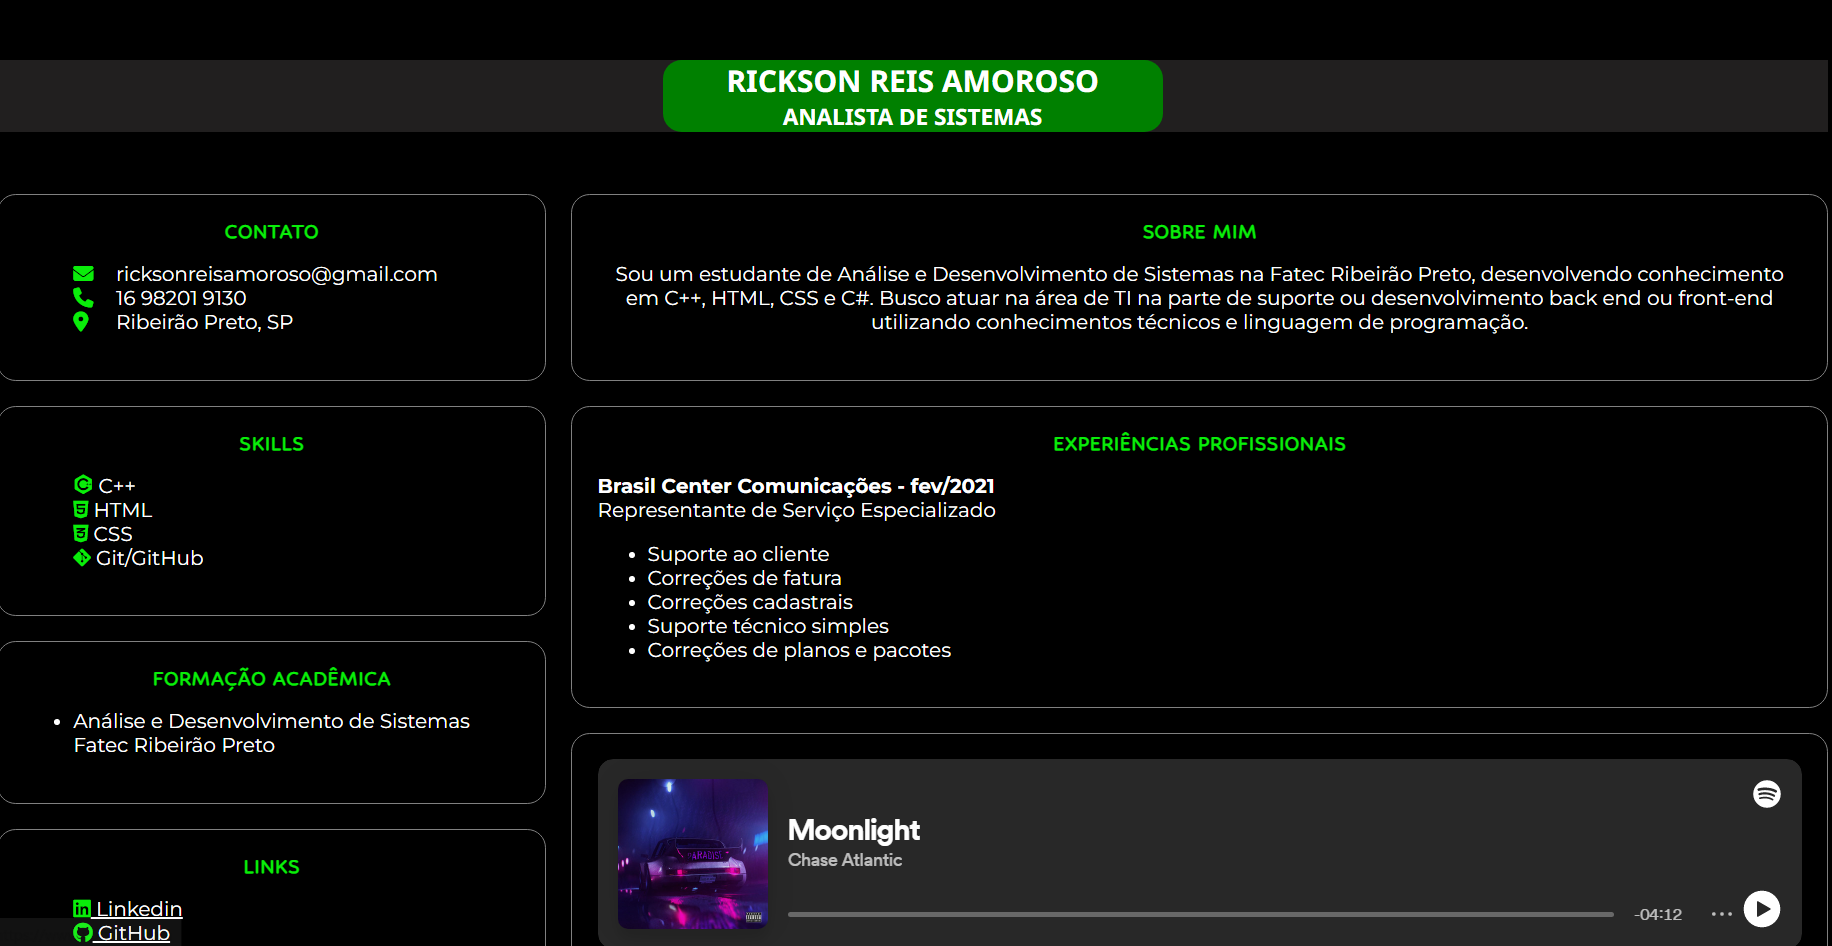 RICKSON REIS AMOROSO
ANALISTA DE SISTEMAS
CONTATO
ricksonreisamoroso@gmail.com
16 98201 9130
Ribeirão Preto, SP
SKILLS
C++
HTML
CSS
Git/GitHub
FORMAÇÃO ACADÊMICA
Análise e Desenvolvimento de Sistemas
Fatec Ribeirão Preto
LINKS
Linkedin
GitHub
SOBRE MIM
Sou um estudante de Análise e Desenvolvimento de Sistemas na Fatec Ribeirão Preto, desenvolvendo conhecimento
em C++, HTML, CSS e C#. Busco atuar na área de TI na parte de suporte ou desenvolvimento back end ou front-end
utilizando conhecimentos técnicos e linguagem de programação.
EXPERIÊNCIAS PROFISSIONAIS
Brasil Center Comunicações - fev/2021
Representante de Serviço Especializado
• Suporte ao cliente
• Correções de fatura
• Correções cadastrais
• Suporte técnico simples
• Correções de planos e pacotes
PARADISE
Moonlight
Chase Atlantic
-04:12